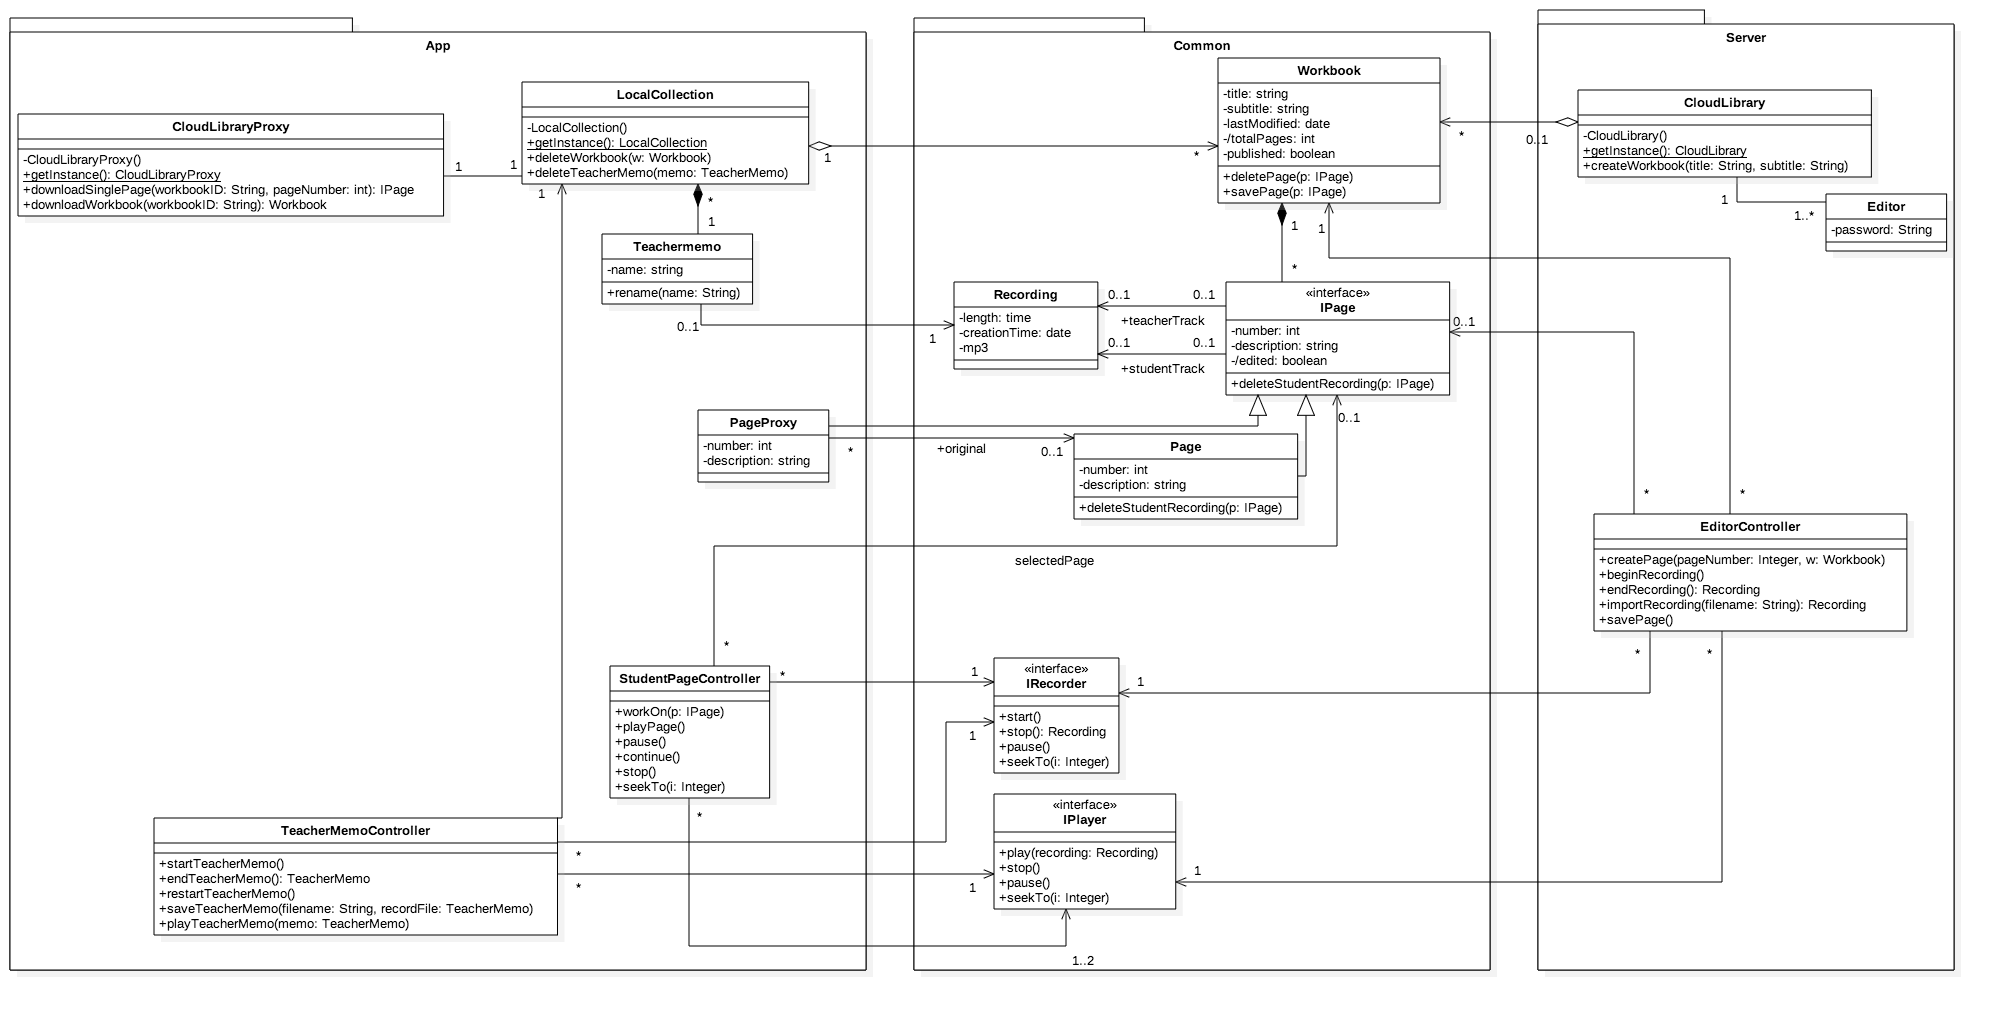 App
CloudLibraryProxy
-CloudLibraryProxy()
+getInstance(): CloudLibraryProxy
+downloadSinglePage(workbookID: String, pageNumber: int): IPage
+downloadWorkbook(workbookID: String): Workbook
1
1
LocalCollection
-LocalCollection()
+getInstance(): LocalCollection
+deleteWorkbook(w: Workbook)
+deleteTeacherMemo(memo: TeacherMemo)
1
*
1
*
1
Teachermemo
-name: string
+rename(name: String)
0..1
1
PageProxy
-number: int
-description: string
*
+original
0..1
StudentPageController
+workOn(p: IPage)
+playPage()
+pause()
+continue()
+stop()
+seekTo(i: Integer)
*
selectedPage
0..1
*
1
*
1..2
TeacherMemoController
+startTeacherMemo()
+endTeacherMemo(): TeacherMemo
+restartTeacherMemo()
+saveTeacherMemo(filename: String, recordFile: TeacherMemo)
+playTeacherMemo(memo: TeacherMemo)
*
1
*
1
Common
Workbook
-title: string
-subtitle: string
-lastModified: date
-/totalPages: int
-published: boolean
+deletePage(p: IPage)
+savePage(p: IPage)
*
1
*
1
Recording
-length: time
-creationTime: date
-mp3
0..1
0..1
+teacherTrack
0..1
0..1
+studentTrack
«interface»
IPage
-number: int
-description: string
-/edited: boolean
+deleteStudentRecording(p: IPage)
0..1
Page
-number: int
-description: string
+deleteStudentRecording(p: IPage)
«interface»
IRecorder
+start()
+stop(): Recording
+pause()
+seekTo(i: Integer)
1
«interface»
IPlayer
+play(recording: Recording)
+stop()
+pause()
+seekTo(i: Integer)
1
Server
CloudLibrary
-CloudLibrary()
+getInstance(): CloudLibrary
+createWorkbook(title: String, subtitle: String)
*
0..1
1
1..*
Editor
-password: String
*
*
EditorController
+createPage(pageNumber: Integer, w: Workbook)
+beginRecording()
+endRecording(): Recording
+importRecording(filename: String): Recording
+savePage()
*
*